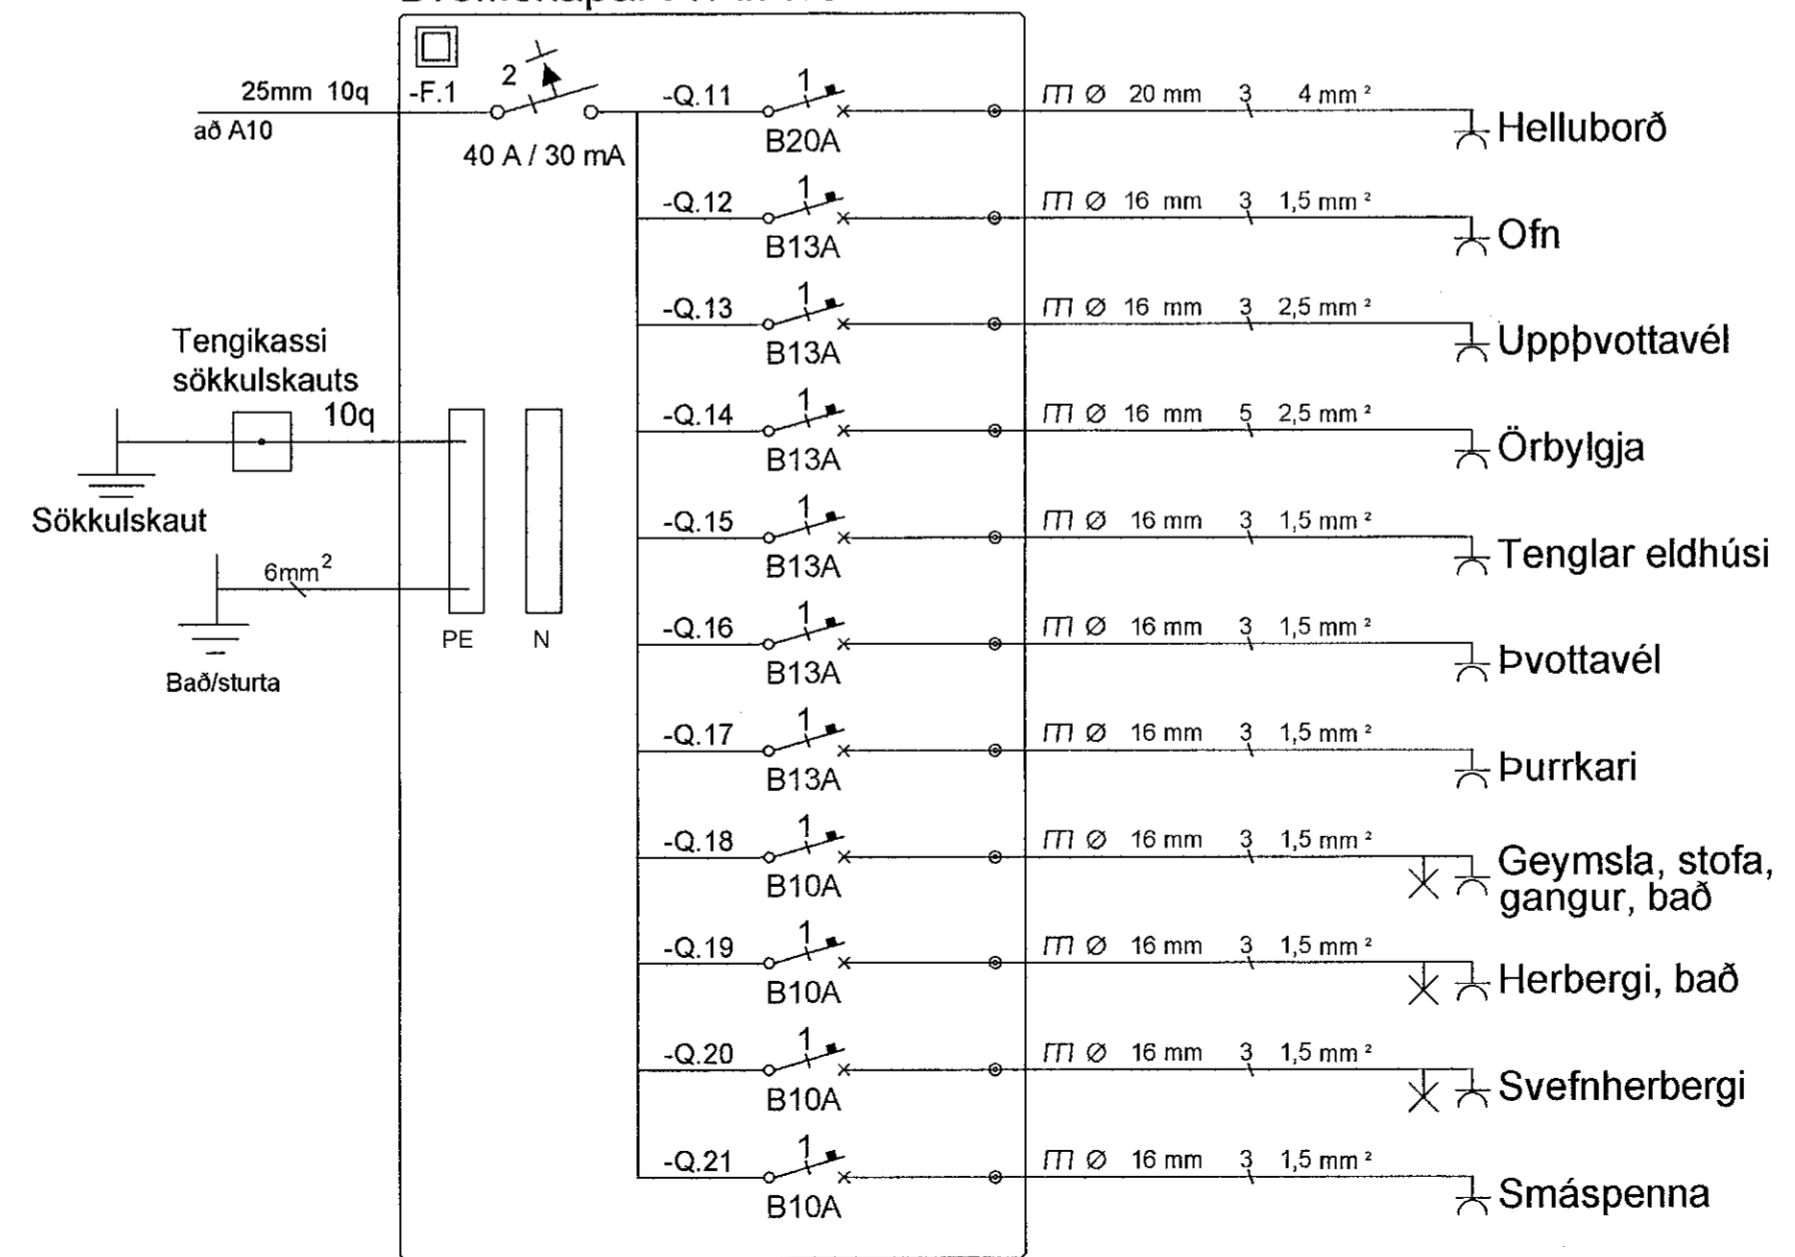 25mm 10q
að A10
-F.1
2
40 A / 30 mA
-Q.11
1
B20A
Ø 20 mm 3 4 mm²
Helluborð
-Q.12
1
B13A
Ø 16 mm 3 1,5 mm²
Ofn
-Q.13
1
B13A
Ø 16 mm 3 2,5 mm²
Uppþvottavél
Tengikassi
sökkulskauts
10q
Sökkulskaut
6mm²
Bað/sturta
PE
N
-Q.14
1
B13A
Ø 16 mm 5 2,5 mm²
Örbylgja
-Q.15
1
B13A
Ø 16 mm 3 1,5 mm²
Tenglar eldhúsi
-Q.16
1
B13A
Ø 16 mm 3 1,5 mm²
Þvottavél
-Q.17
1
B13A
Ø 16 mm 3 1,5 mm²
Þurrkari
-Q.18
1
B10A
Ø 16 mm 3 1,5 mm²
Geymsla, stofa,
gangur, bað
-Q.19
1
B10A
Ø 16 mm 3 1,5 mm²
Herbergi, bað
-Q.20
1
B10A
Ø 16 mm 3 1,5 mm²
Svefnherbergi
-Q.21
1
B10A
Ø 16 mm 3 1,5 mm²
Smáspenna